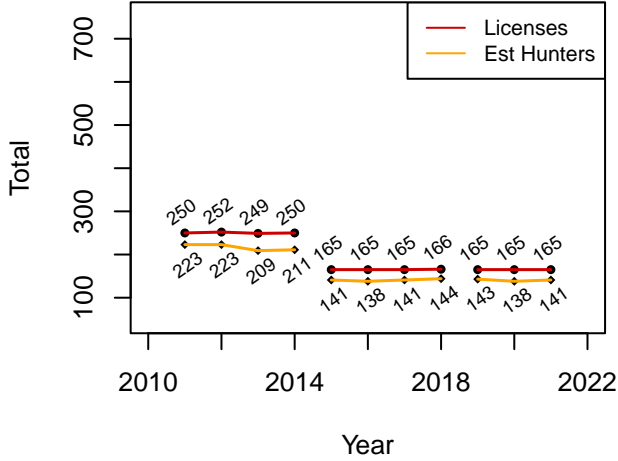 Licenses
Est Hunters
700
500
300
100
Total
250 252 249 250 165 165 165 166 165 165 165
223 223 209 211 141 138 141 144 143 138 141
2010 2014 2018 2022
Year